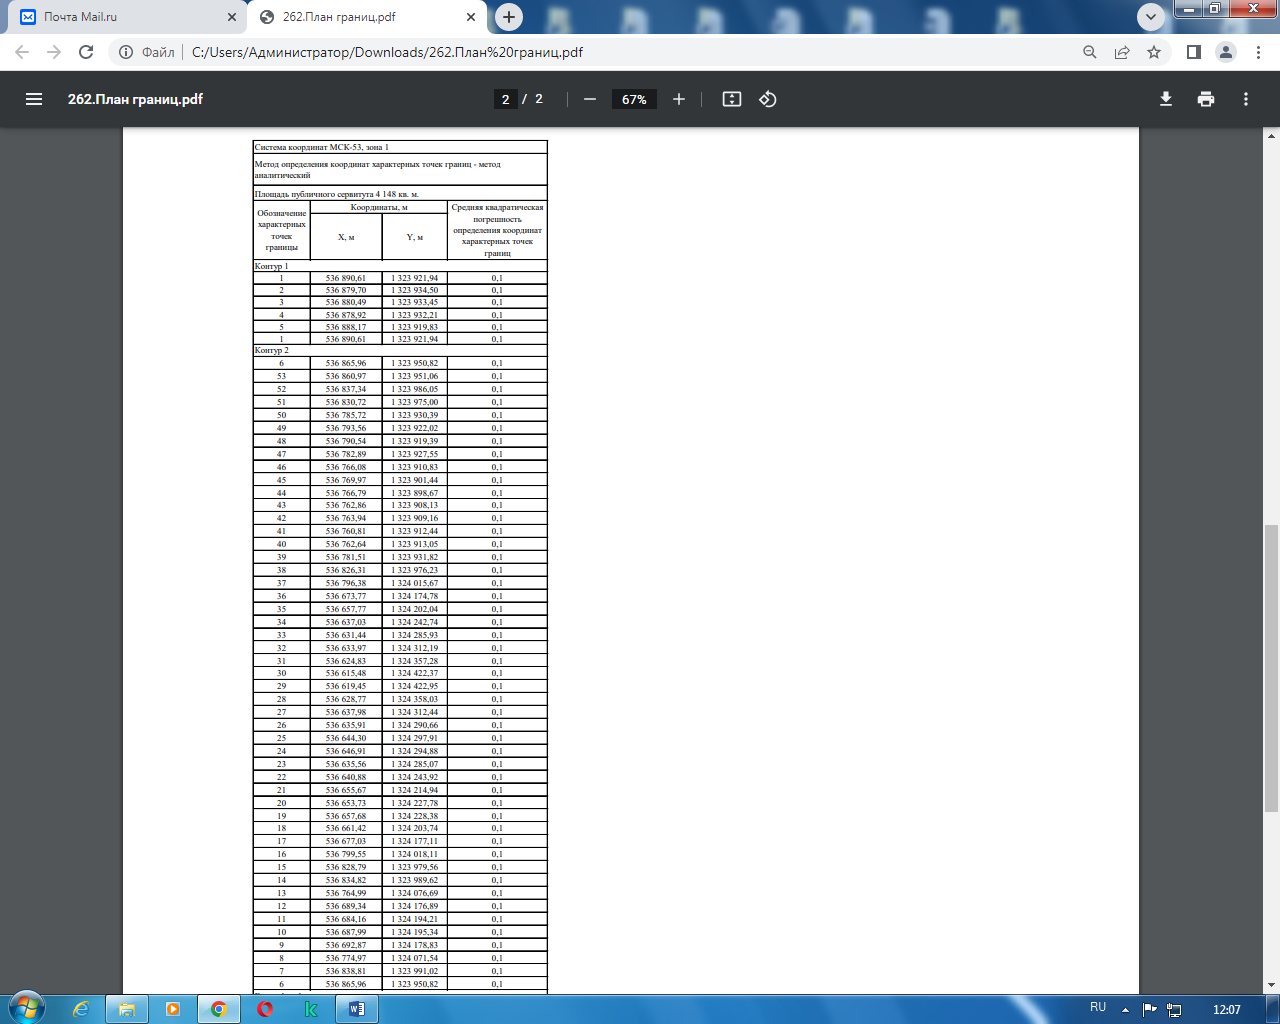 Почта Mail.ru
262.План границ.pdf
Файл
C:/Users/Администратор/Downloads/262.План%20границ.pdf
262.План границ.pdf
2 / 2
67%
Система координат МСК-53, зона 1
Метод определения координат характерных точек границ - метод
аналитический
Площадь публичного сервитута 4 148 кв. м.
Обозначение характерных точек границы
Координаты, м
X, м
Y, м
Средняя квадратическая погрешность определения координат характерных точек границ
Контур 1
1 536 890,61 1 323 921,94 0,1
2 536 879,70 1 323 934,50 0,1
3 536 880,49 1 323 933,45 0,1
4 536 878,92 1 323 932,21 0,1
5 536 888,17 1 323 919,83 0,1
1 536 890,61 1 323 921,94 0,1
Контур 2
6 536 865,96 1 323 950,82 0,1
53 536 860,97 1 323 951,06 0,1
52 536 837,34 1 323 986,05 0,1
51 536 830,72 1 323 975,00 0,1
50 536 785,72 1 323 930,39 0,1
49 536 793,56 1 323 922,02 0,1
48 536 790,54 1 323 919,39 0,1
47 536 782,89 1 323 927,55 0,1
46 536 766,08 1 323 910,83 0,1
45 536 769,97 1 323 901,44 0,1
44 536 766,79 1 323 898,67 0,1
43 536 762,86 1 323 908,13 0,1
42 536 763,94 1 323 909,16 0,1
41 536 760,81 1 323 912,44 0,1
40 536 762,64 1 323 913,05 0,1
39 536 781,51 1 323 931,82 0,1
38 536 826,31 1 323 976,23 0,1
37 536 796,38 1 324 015,67 0,1
36 536 673,77 1 324 174,78 0,1
35 536 657,77 1 324 202,04 0,1
34 536 637,03 1 324 242,74 0,1
33 536 631,44 1 324 285,93 0,1
32 536 633,97 1 324 312,19 0,1
31 536 624,83 1 324 357,28 0,1
30 536 615,48 1 324 422,37 0,1
29 536 619,45 1 324 422,95 0,1
28 536 628,77 1 324 358,03 0,1
27 536 637,98 1 324 312,44 0,1
26 536 635,91 1 324 290,66 0,1
25 536 644,30 1 324 297,91 0,1
24 536 646,91 1 324 294,88 0,1
23 536 635,56 1 324 285,07 0,1
22 536 640,88 1 324 243,92 0,1
21 536 655,67 1 324 214,94 0,1
20 536 653,73 1 324 227,78 0,1
19 536 657,68 1 324 228,38 0,1
18 536 661,42 1 324 203,74 0,1
17 536 677,03 1 324 177,11 0,1
16 536 799,55 1 324 018,11 0,1
15 536 828,79 1 323 979,56 0,1
14 536 834,82 1 323 989,62 0,1
13 536 764,99 1 324 076,69 0,1
12 536 689,34 1 324 176,89 0,1
11 536 684,16 1 324 194,21 0,1
10 536 687,99 1 324 195,34 0,1
9 536 692,87 1 324 178,83 0,1
8 536 774,97 1 324 071,54 0,1
7 536 838,81 1 323 991,02 0,1
6 536 865,96 1 323 950,82 0,1
RU
12:07